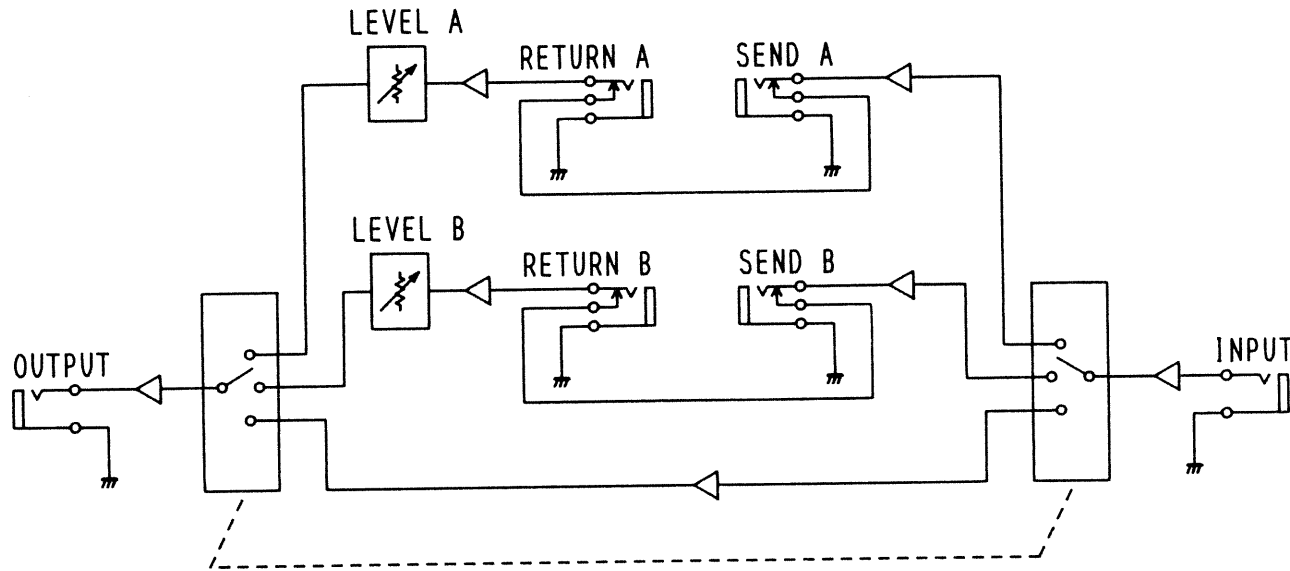 LEVEL A
RETURN A
SEND A
LEVEL B
RETURN B
SEND B
OUTPUT
INPUT